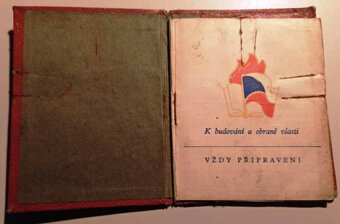 K budování a obraně vlasti
VŽDY PŘIPRAVENI